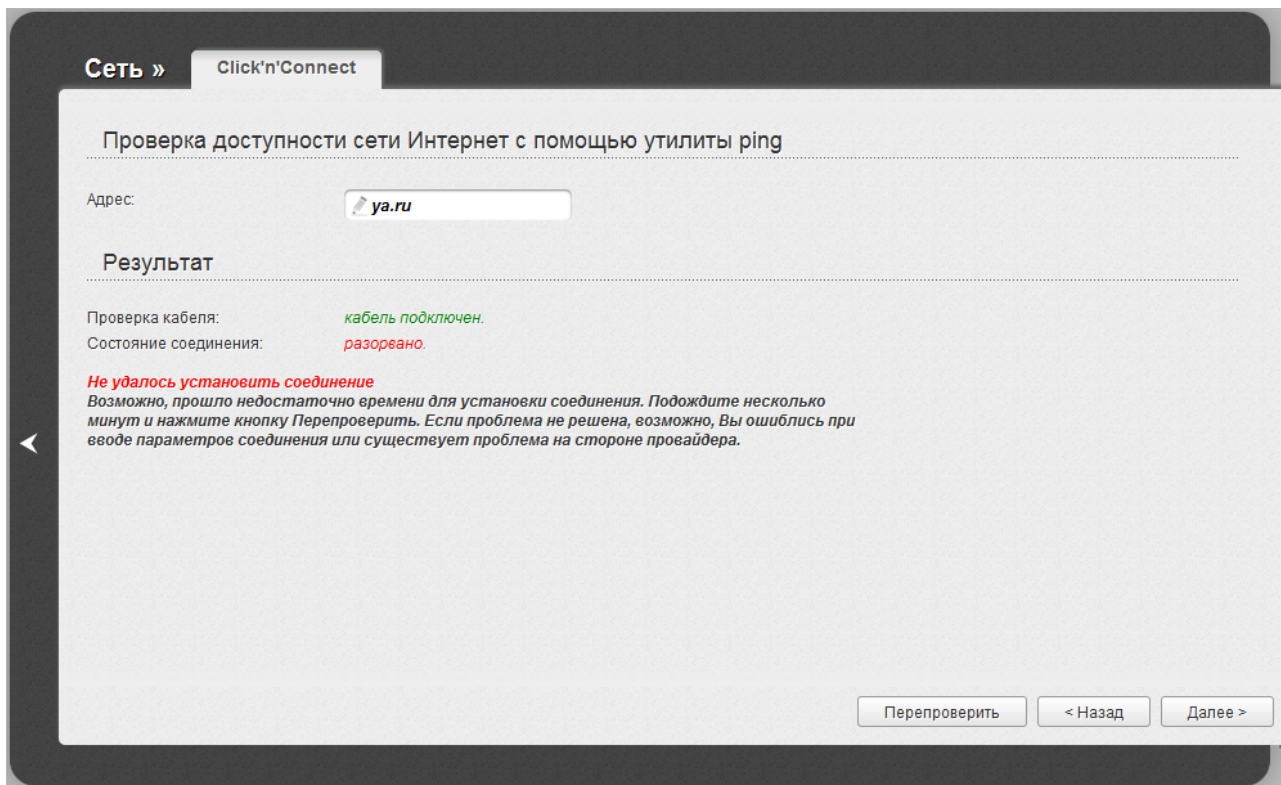 Сеть »
Click'n'Connect
Проверка доступности сети Интернет с помощью утилиты ping
Адрес:
ya.ru
Результат
Проверка кабеля:
кабель подключен.
Состояние соединения:
разорвано.
Не удалось установить соединение
Возможно, прошло недостаточно времени для установки соединения. Подождите несколько
минут и нажмите кнопку Перепроверить. Если проблема не решена, возможно, Вы ошиблись при
вводе параметров соединения или существует проблема на стороне провайдера.
Перепроверить
< Назад
Далее >